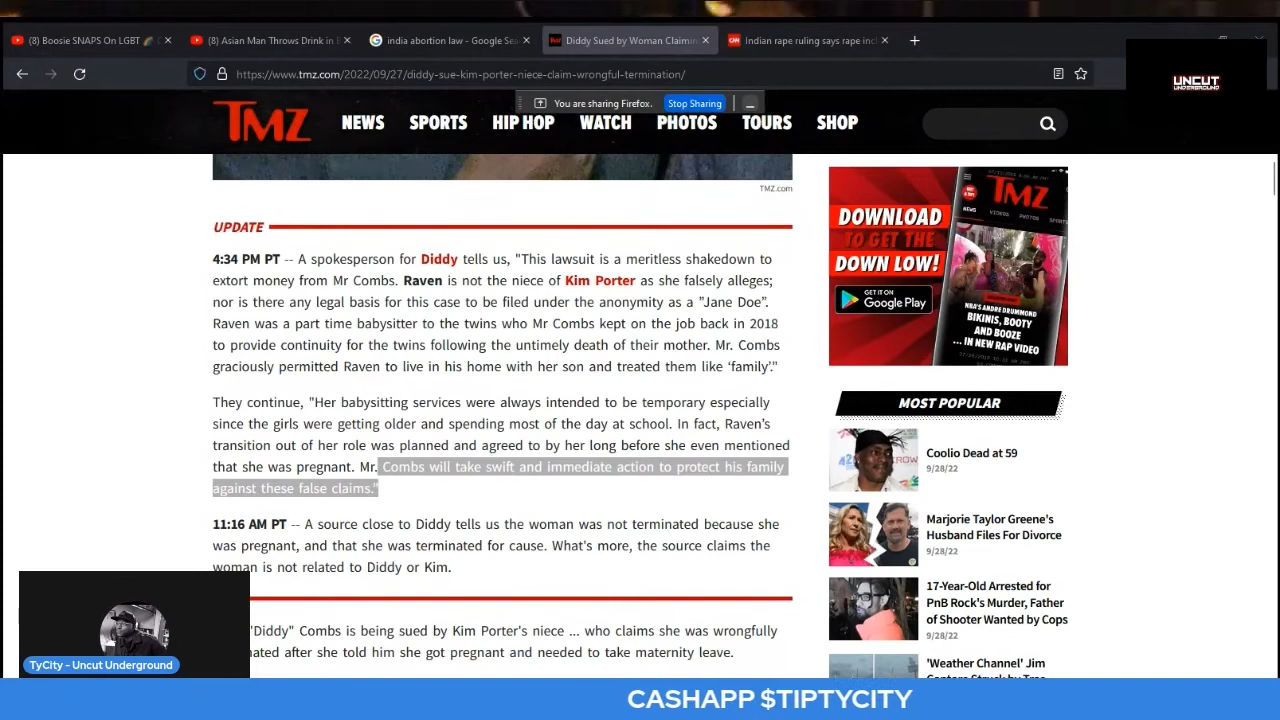 (8) Boosie SNAPS On LGBT
(8) Asian Man Throws Drink in
india abortion law - Google Sea
Diddy Sued by Woman Claimin
Indian rape ruling says rape inc
https://www.tmz.com/2022/09/27/diddy-sue-kim-porter-niece-claim-wrongful-termination/
UNCUT
UNDERGROUND
You are sharing Firefox.
Stop Sharing
TMZ
NEWS
SPORTS
HIP HOP
WATCH
PHOTOS
TOURS
SHOP
TMZ.com
UPDATE
4:34 PM PT -- A spokesperson for Diddy tells us, "This lawsuit is a meritless shakedown to
extort money from Mr Combs. Raven is not the niece of Kim Porter as she falsely alleges;
nor is there any legal basis for this case to be filed under the anonymity as a "Jane Doe".
Raven was a part time babysitter to the twins who Mr Combs kept on the job back in 2018
to provide continuity for the twins following the untimely death of their mother. Mr. Combs
graciously permitted Raven to live in his home with her son and treated them like ‘family’."
They continue, "Her babysitting services were always intended to be temporary especially
since the girls were getting older and spending most of the day at school. In fact, Raven’s
transition out of her role was planned and agreed to by her long before she even mentioned
that she was pregnant. Mr. Combs will take swift and immediate action to protect his family
against these false claims."
11:16 AM PT -- A source close to Diddy tells us the woman was not terminated because she
was pregnant, and that she was terminated for cause. What's more, the source claims the
woman is not related to Diddy or Kim.
"Diddy" Combs is being sued by Kim Porter's niece ... who claims she was wrongfully
nated after she told him she got pregnant and needed to take maternity leave.
DOWNLOAD
TO GET THE
DOWN LOW!
GET IT ON
Google Play
TMZ
NEWS
VIDEOS
PHOTOS
SPORTS
NBA'S ANDRE DRUMMOND
BIKINIS, BOOTY
AND BOOZE
... IN NEW RAP VIDEO
MOST POPULAR
Coolio Dead at 59
9/28/22
Marjorie Taylor Greene's
Husband Files For Divorce
9/28/22
17-Year-Old Arrested for
PnB Rock's Murder, Father
of Shooter Wanted by Cops
9/28/22
'Weather Channel' Jim
TyCity - Uncut Underground
CASHAPP $TIPTYCITY